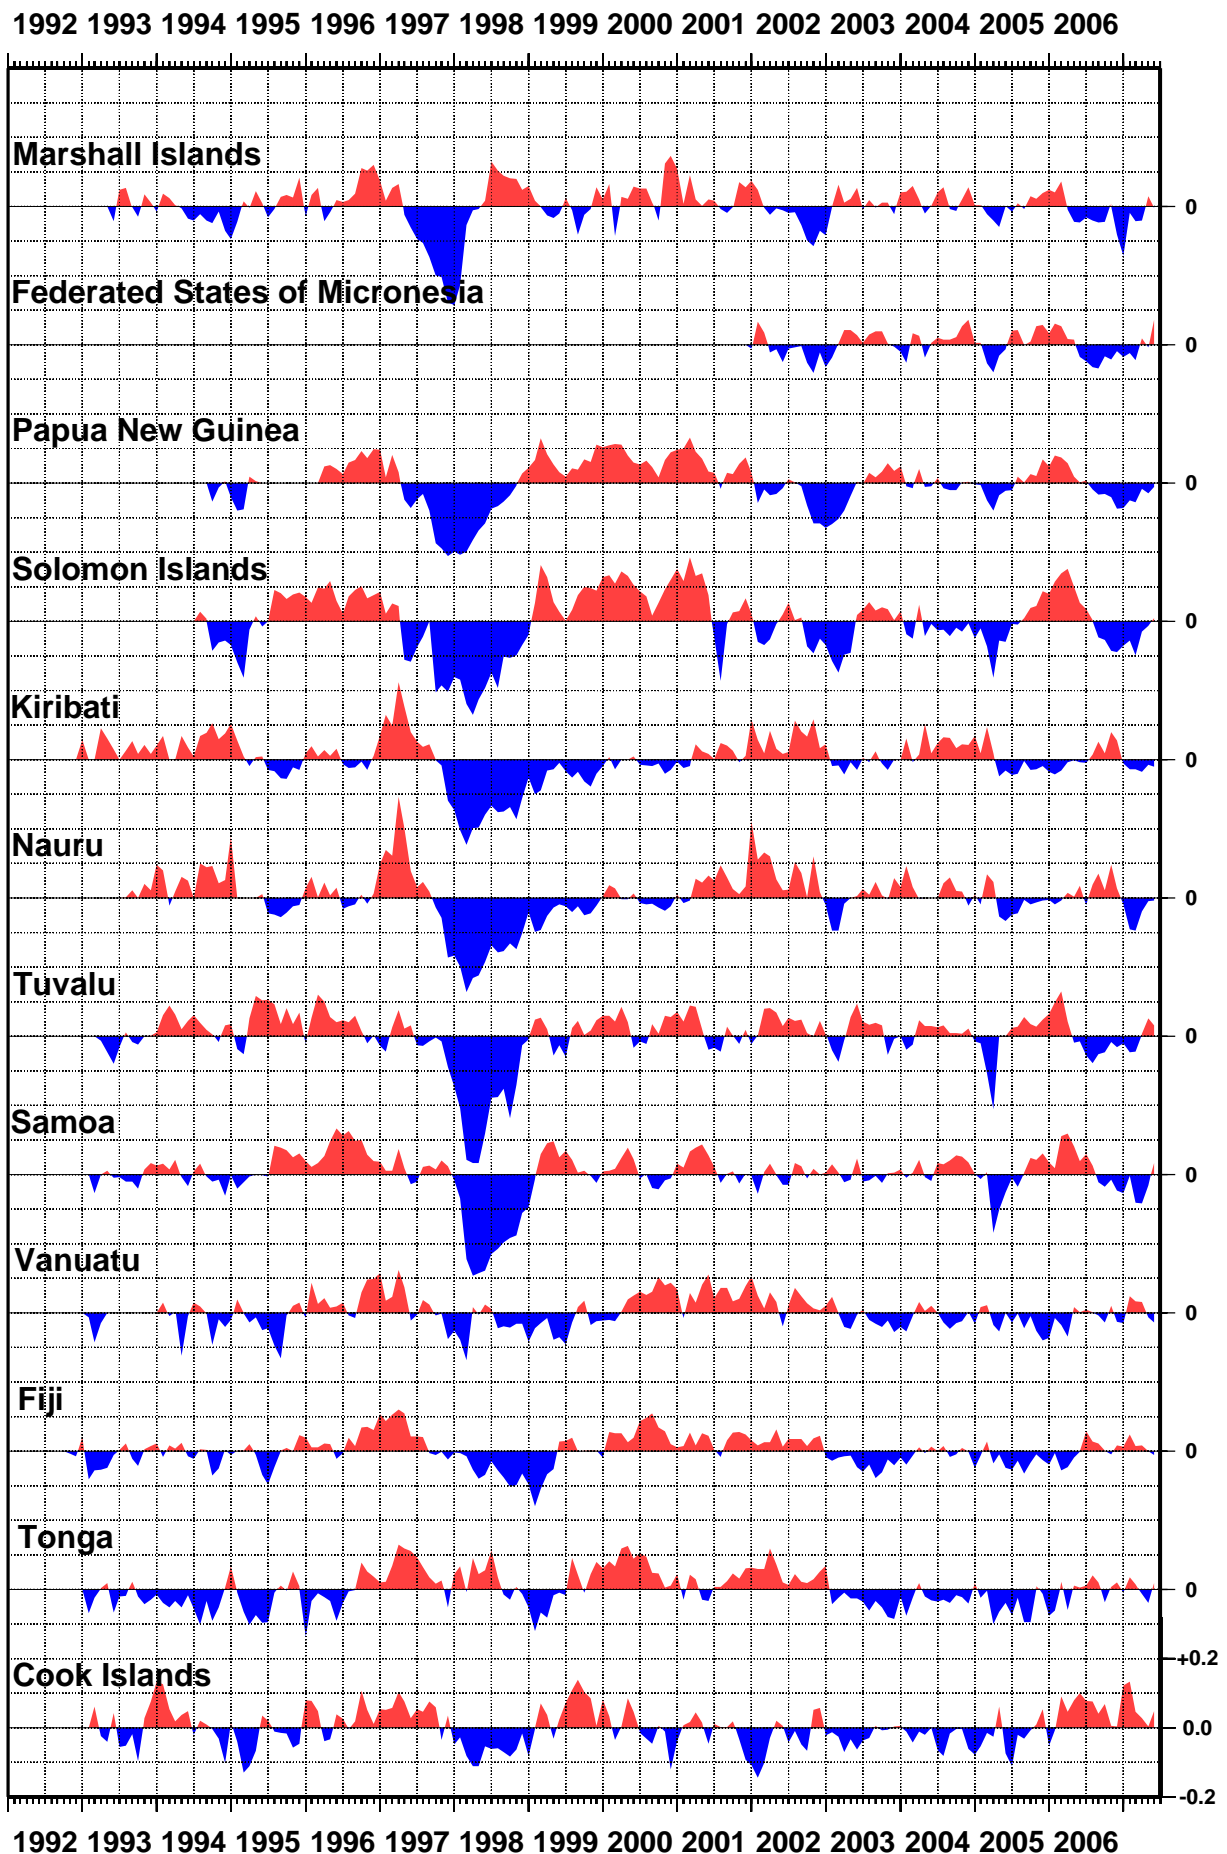 1992 1993 1994 1995 1996 1997 1998 1999 2000 2001 2002 2003 2004 2005 2006
Marshall Islands
0
Federated States of Micronesia
0
Papua New Guinea
0
Solomon Islands
0
Kiribati
0
Nauru
0
Tuvalu
0
Samoa
0
Vanuatu
0
Fiji
0
Tonga
0
+0.2
Cook Islands
0.0
-0.2
1992 1993 1994 1995 1996 1997 1998 1999 2000 2001 2002 2003 2004 2005 2006